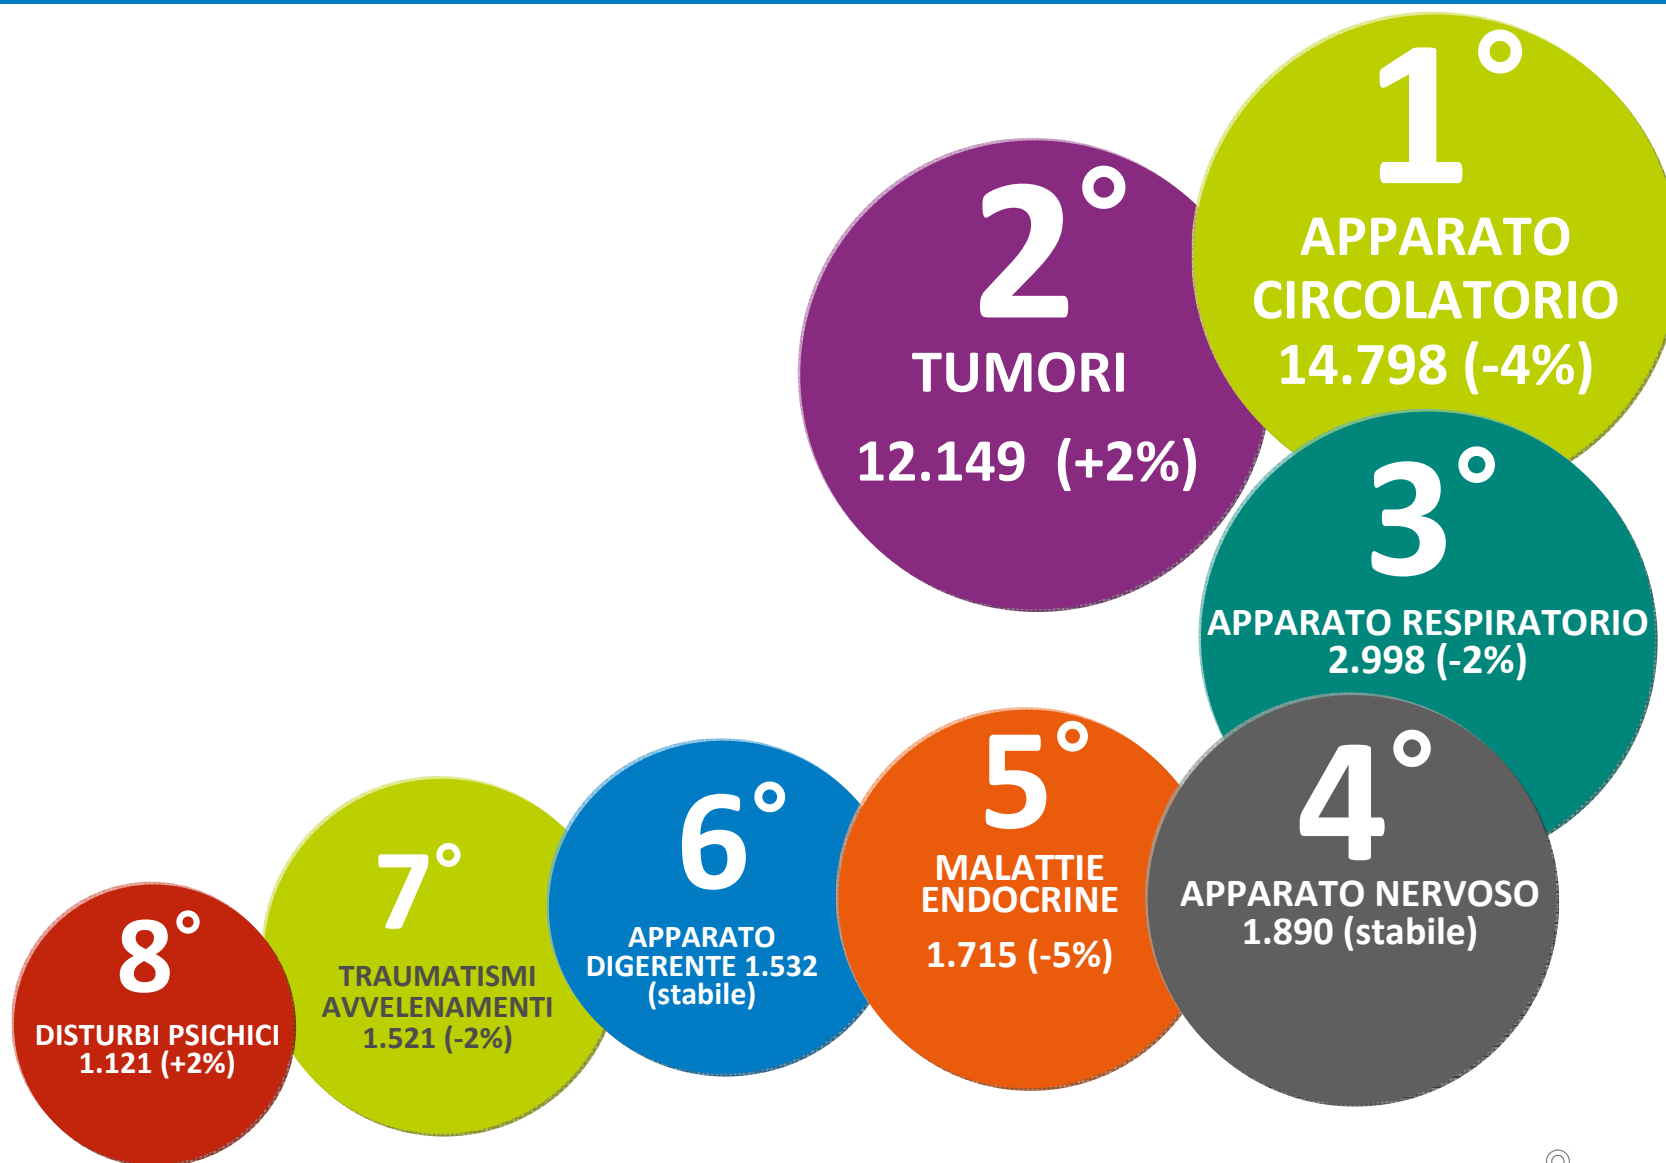 1°
APPARATO
CIRCOLATORIO
14.798 (-4%)
2°
TUMORI
12.149 (+2%)
3°
APPARATO RESPIRATORIO
2.998 (-2%)
4°
APPARATO NERVOSO
1.890 (stabile)
5°
MALATTIE
ENDOCRINE
1.715 (-5%)
6°
APPARATO
DIGERENTE 1.532
(stabile)
7°
TRAUMATISMI
AVVELENAMENTI
1.521 (-2%)
8°
DISTURBI PSICHICI
1.121 (+2%)